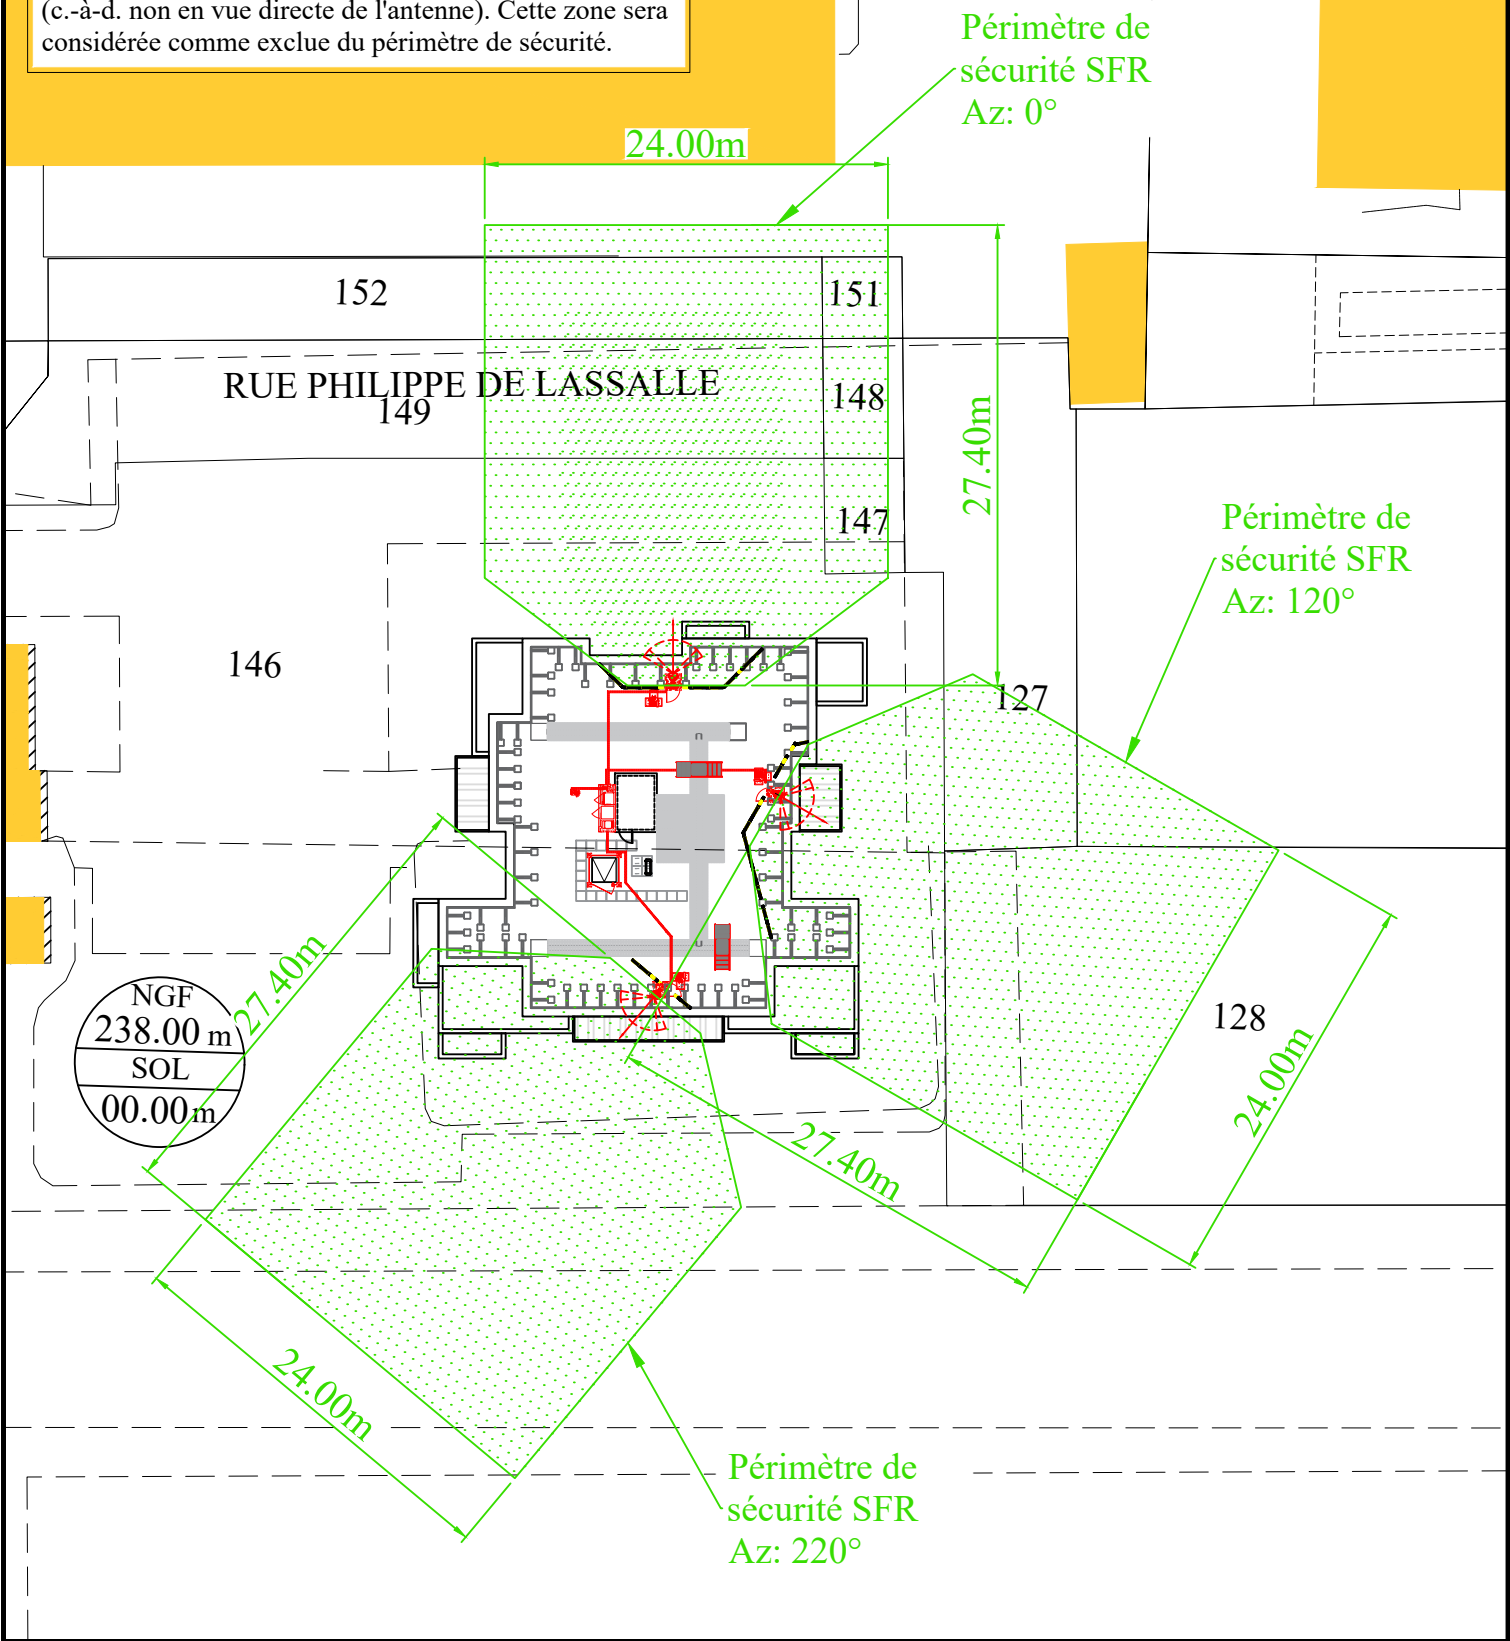 (c.-à-d. non en vue directe de l'antenne). Cette zone sera
considérée comme exclue du périmètre de sécurité.
Périmètre de
sécurité SFR
Az: 0°
24.00m
152
151
RUE PHILIPPE DE LASSALLE
149
148
27.40m
147
Périmètre de
sécurité SFR
Az: 120°
146
127
27.40m
NGF
238.00 m
SOL
00.00m
128
24.00m
27.40m
24.00m
Périmètre de
sécurité SFR
Az: 220°